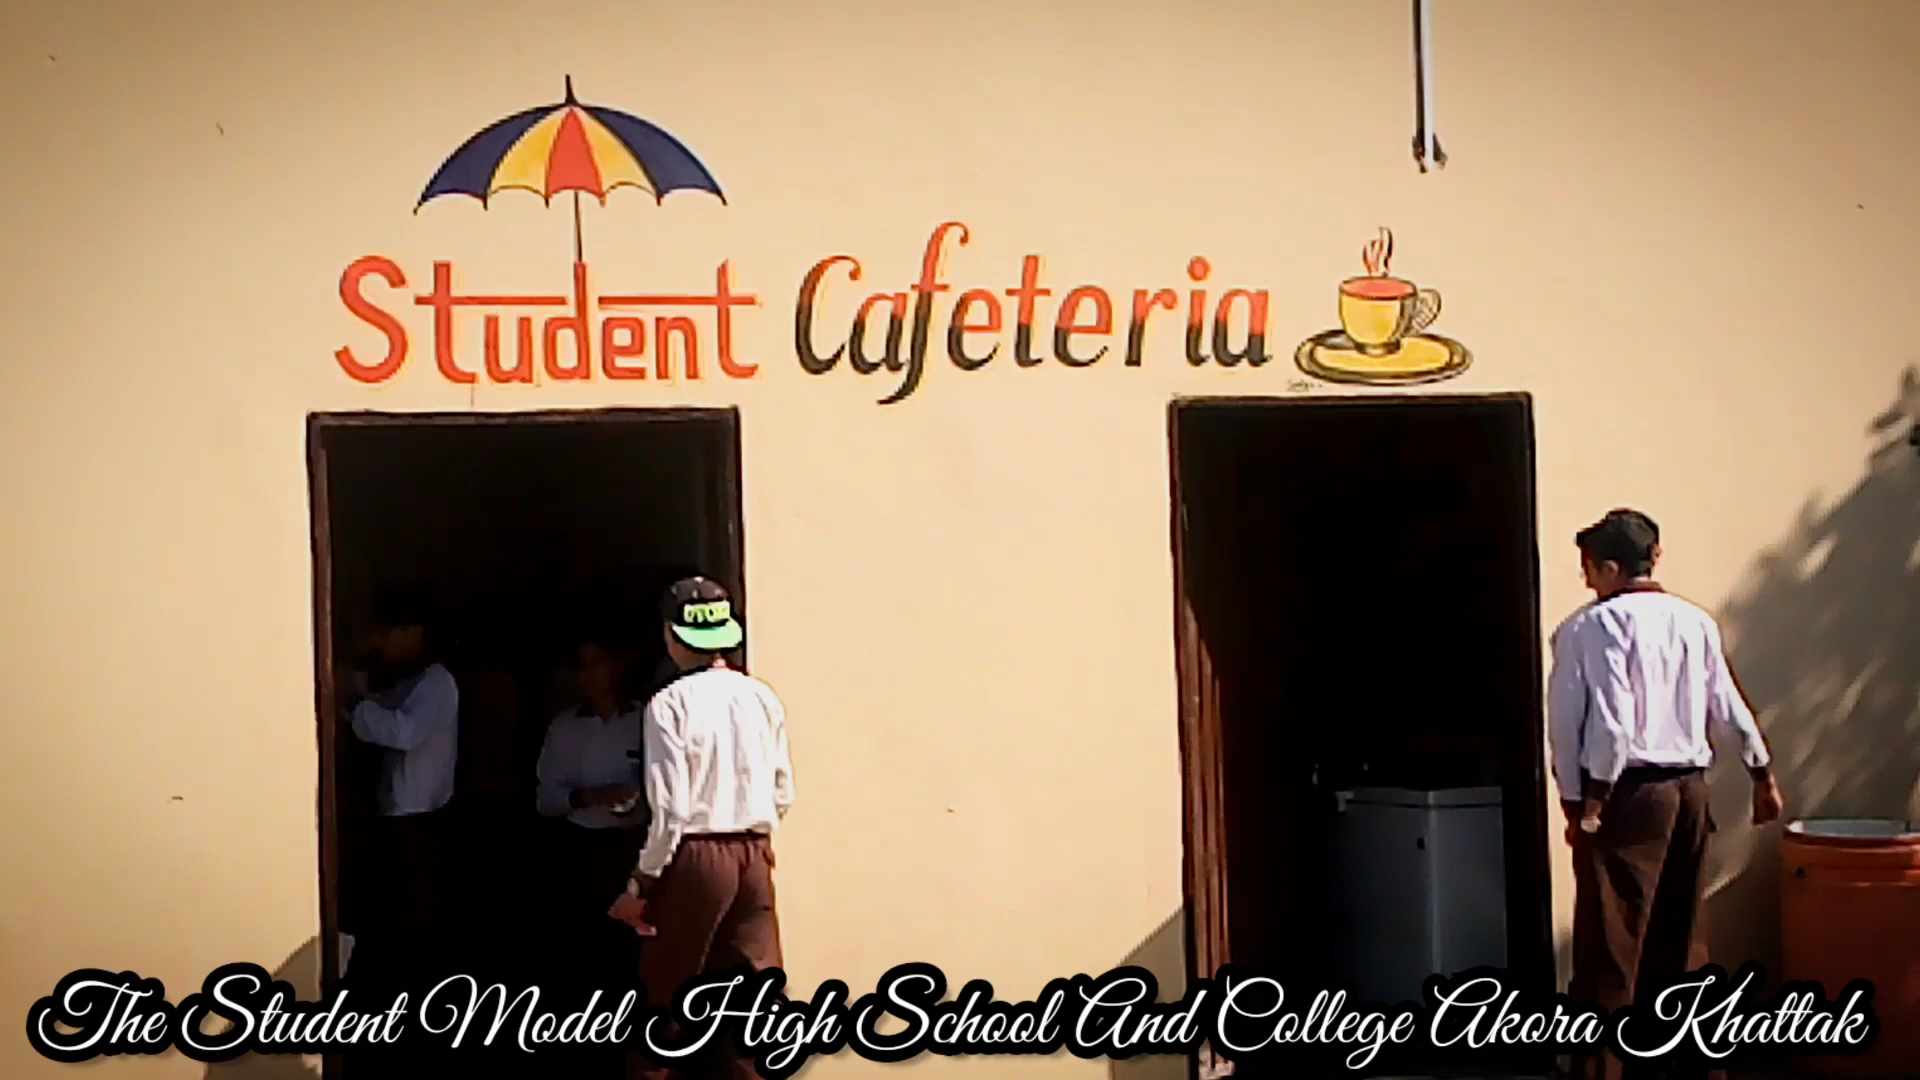 Student Cafeteria
The Student Model High School And College Akora Khattak